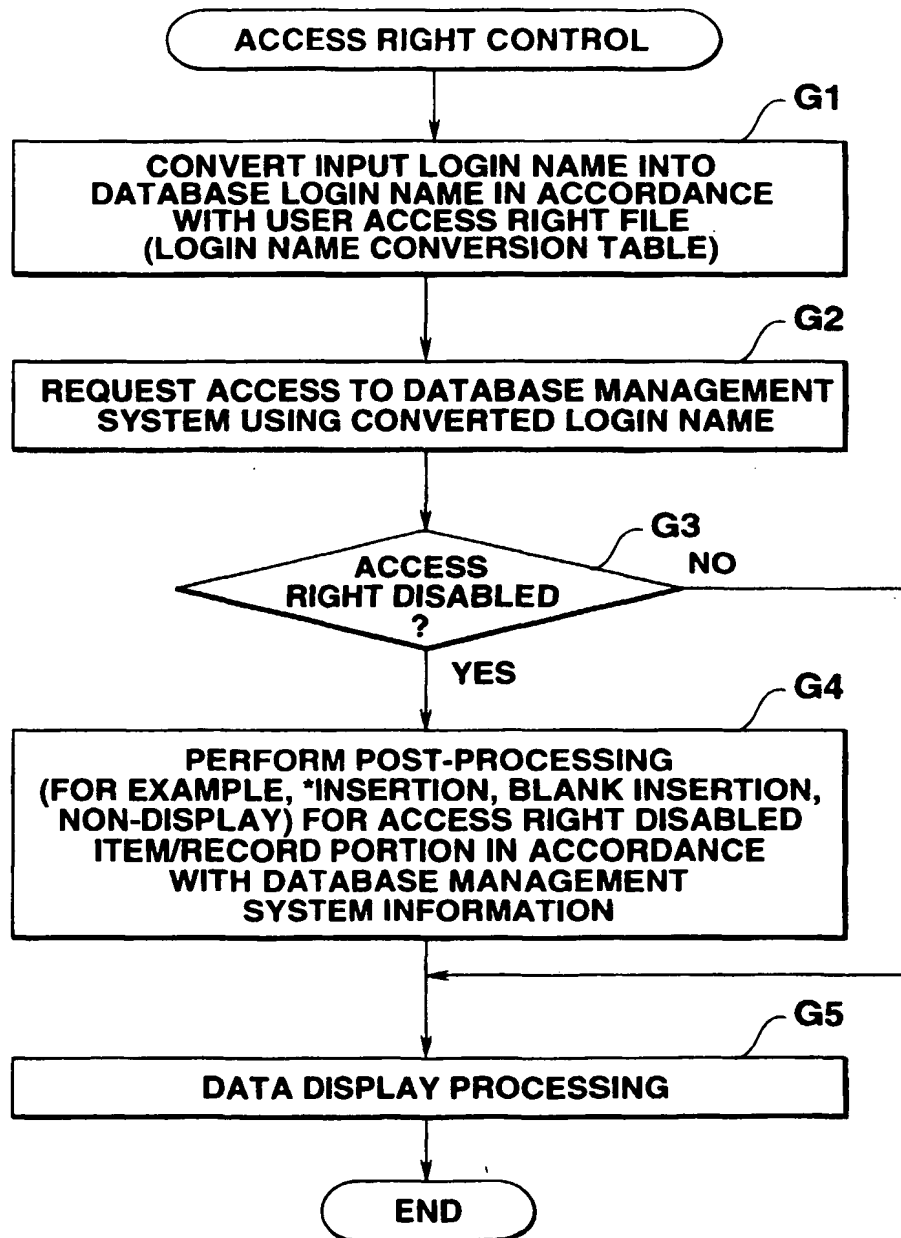 ACCESS RIGHT CONTROL
G1
CONVERT INPUT LOGIN NAME INTO
DATABASE LOGIN NAME IN ACCORDANCE
WITH USER ACCESS RIGHT FILE
(LOGIN NAME CONVERSION TABLE)
G2
REQUEST ACCESS TO DATABASE MANAGEMENT
SYSTEM USING CONVERTED LOGIN NAME
G3
ACCESS
RIGHT DISABLED
?
NO
YES
G4
PERFORM POST-PROCESSING
(FOR EXAMPLE, *INSERTION, BLANK INSERTION,
NON-DISPLAY) FOR ACCESS RIGHT DISABLED
ITEM/RECORD PORTION IN ACCORDANCE
WITH DATABASE MANAGEMENT
SYSTEM INFORMATION
G5
DATA DISPLAY PROCESSING
END